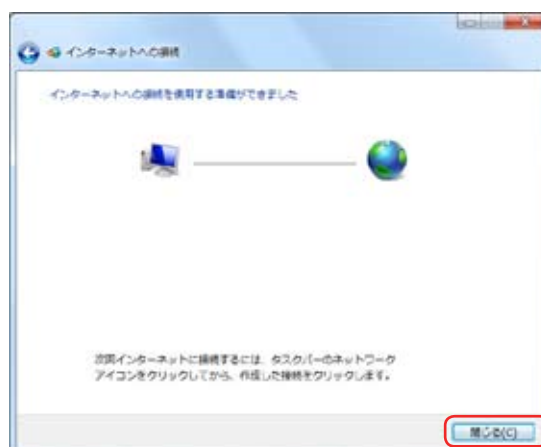 インターネットへの接続
インターネットへの接続を使用する準備ができました
次回インターネットに接続するには、タスクバーのネットワーク
アイコンをクリックしてから、作成した接続をクリックします。
閉じる(C)